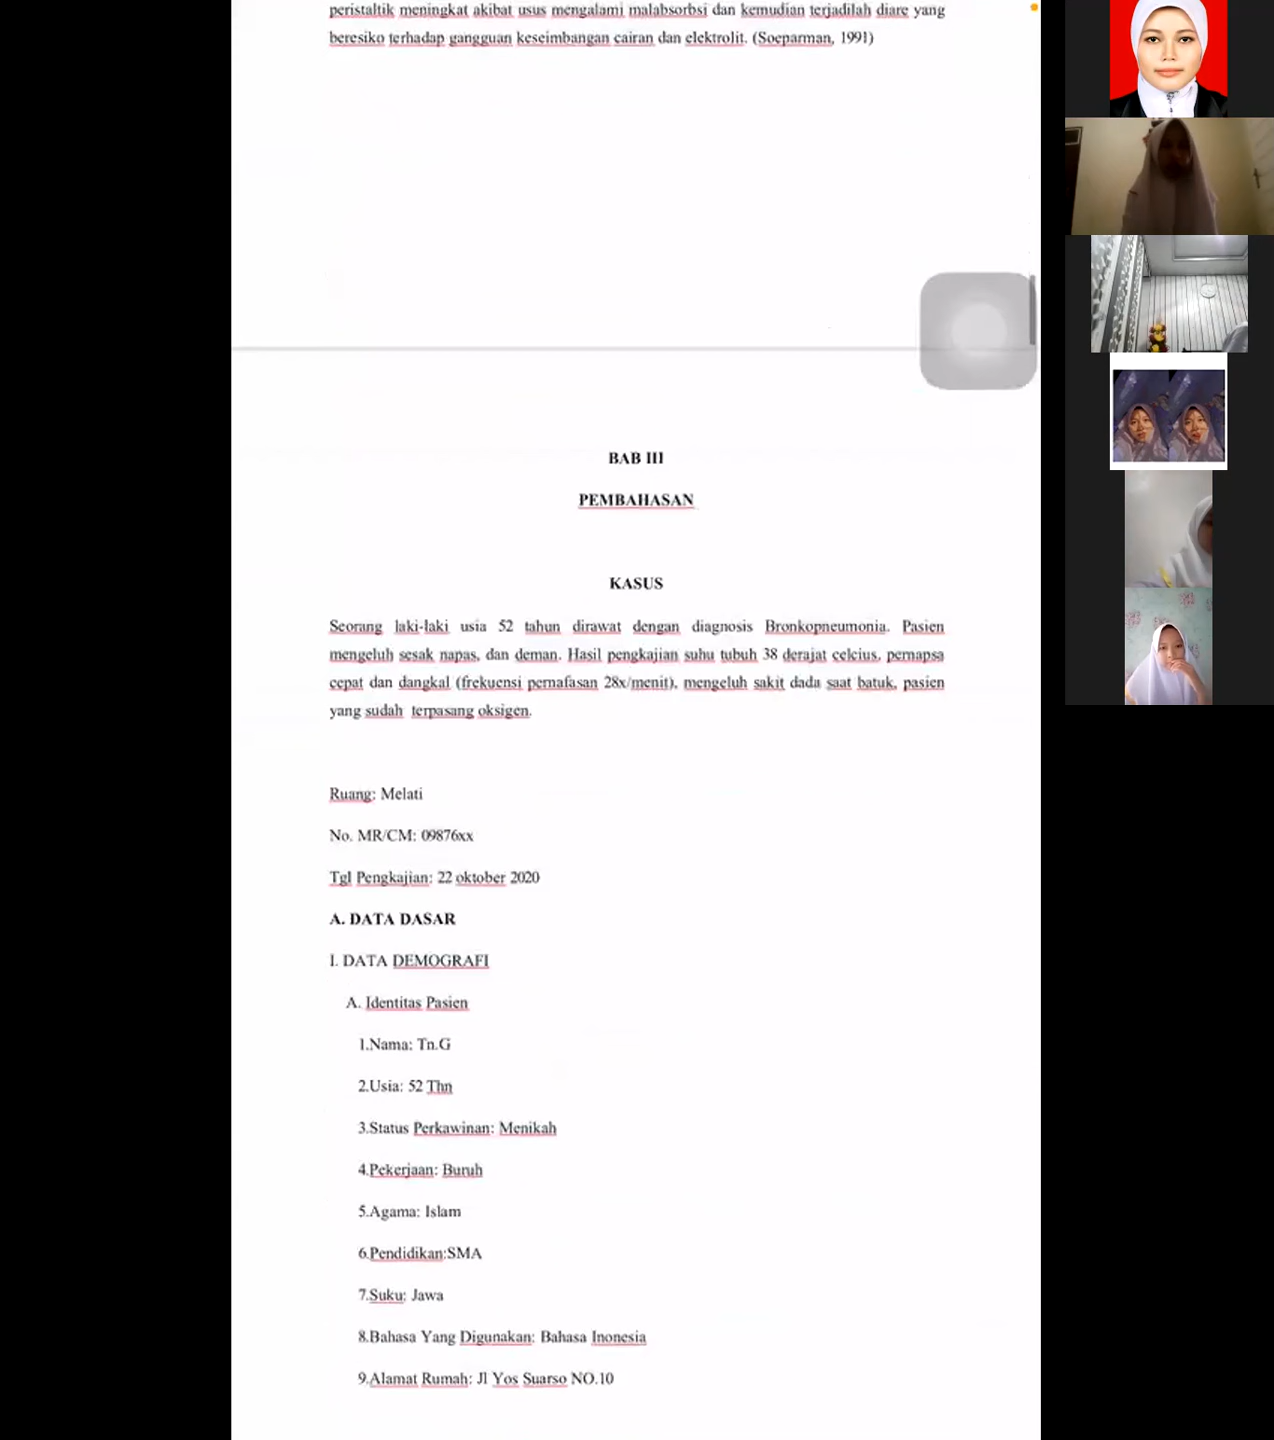 peristaltik meningkat akibat usus mengalami malabsorbsi dan kemudian terjadilah diare yang
beresiko terhadap gangguan keseimbangan cairan dan elektrolit. (Soeparman, 1991)
BAB III
PEMBAHASAN
KASUS
Seorang laki-laki usia 52 tahun dirawat dengan diagnosis Bronkopneumonia. Pasien
mengeluh sesak napas, dan deman. Hasil pengkajian suhu tubuh 38 derajat celcius, pernapsa
cepat dan dangkal (frekuensi pernafasan 28x/menit), mengeluh sakit dada saat batuk, pasien
yang sudah terpasang oksigen.
Ruang: Melati
No. MR/CM: 09876xx
Tgl Pengkajian: 22 oktober 2020
A. DATA DASAR
I. DATA DEMOGRAFI
A. Identitas Pasien
1.Nama: Tn.G
2.Usia: 52 Thn
3.Status Perkawinan: Menikah
4.Pekerjaan: Buruh
5.Agama: Islam
6.Pendidikan:SMA
7.Suku: Jawa
8.Bahasa Yang Digunakan: Bahasa Inonesia
9.Alamat Rumah: Jl Yos Suarso NO.10